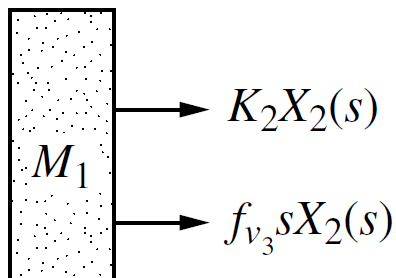 K₂X₂(s)
M₁
f_{v₃}sX₂(s)